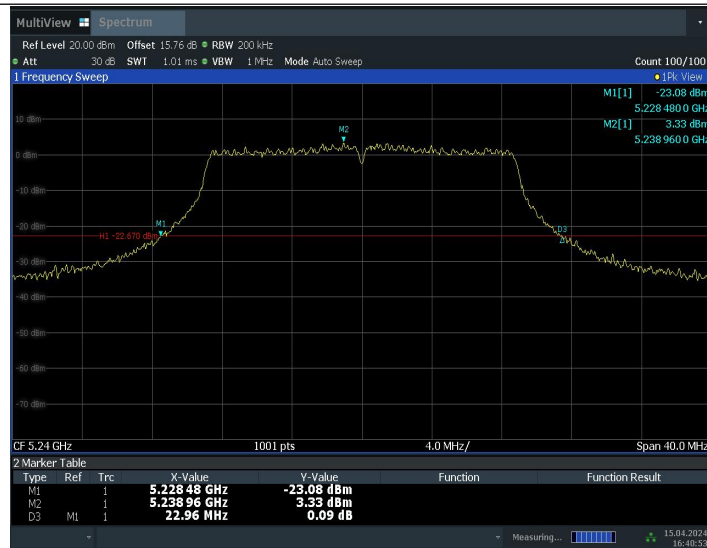 MultiView Spectrum
Ref Level 20.00 dBm Offset 15.76 dB RBW 200 kHz
Att 30 dB SWT 1.01 ms VBW 1 MHz Mode Auto Sweep Count 100/100
1 Frequency Sweep 1Pk View
M1[1] -23.08 dBm
5.228 480 0 GHz
M2[1] 3.33 dBm
5.238 960 0 GHz
10 dBm
M2
0 dBm
-10 dBm
-20 dBm
M1
D3
H1 -22.670 dBm
-30 dBm
-40 dBm
-50 dBm
-60 dBm
-70 dBm
CF 5.24 GHz 1001 pts 4.0 MHz/ Span 40.0 MHz
2 Marker Table
Type Ref Trc X-Value Y-Value Function Function Result
M1 1 5.228 48 GHz -23.08 dBm
M2 1 5.238 96 GHz 3.33 dBm
D3 M1 1 22.96 MHz 0.09 dB
Measuring... 15.04.2024
16:40:53